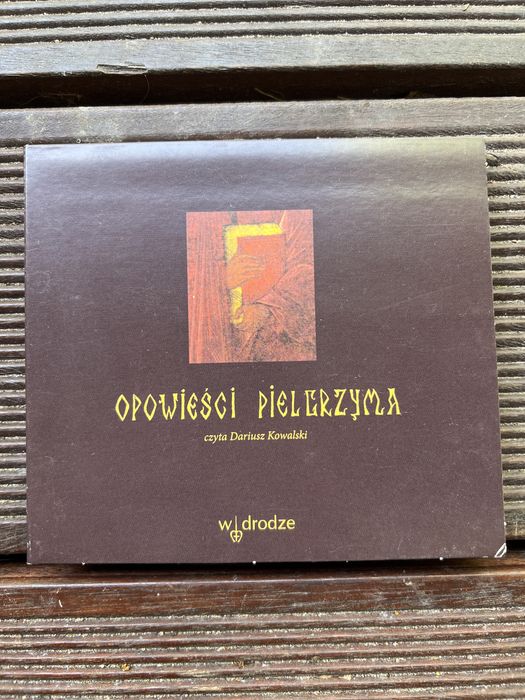 OPOWIEŚCI PIELGRZYMA
czyta Dariusz Kowalski
w drodze